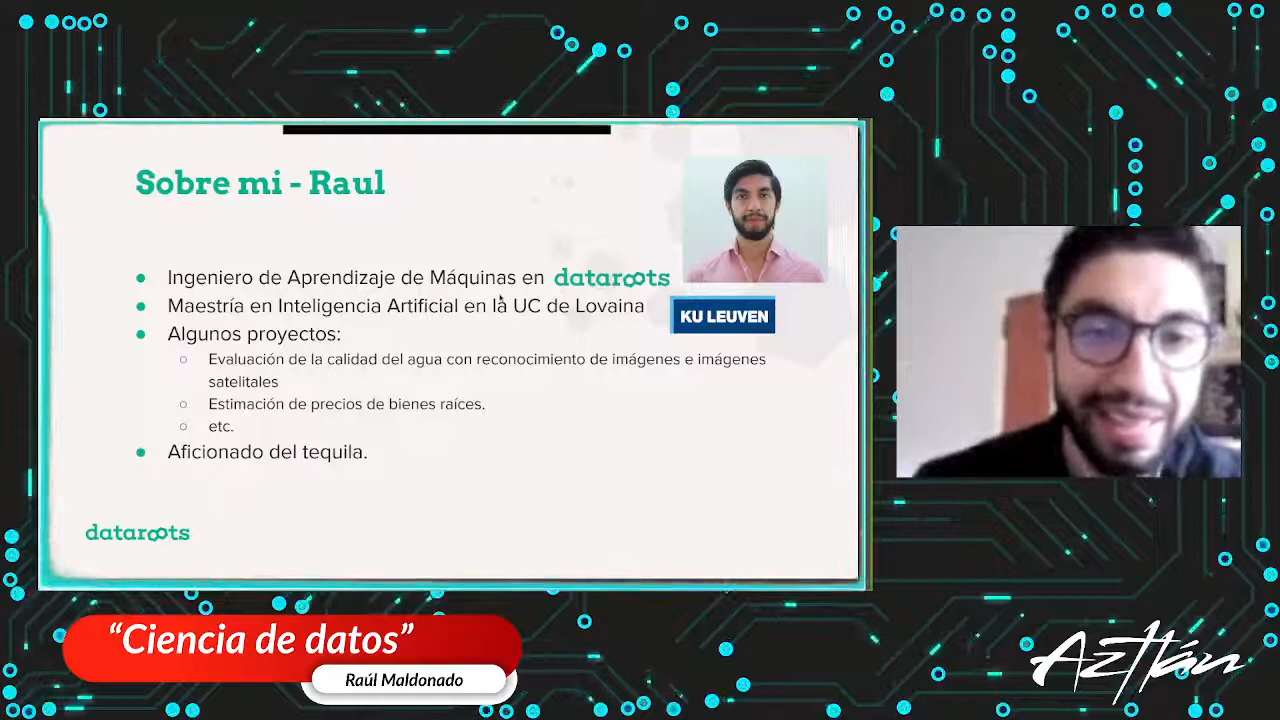 Sobre mi - Raul
Ingeniero de Aprendizaje de Máquinas en dataroots
Maestría en Inteligencia Artificial en la UC de Lovaina
KU LEUVEN
Algunos proyectos:
Evaluación de la calidad del agua con reconocimiento de imágenes e imágenes
satelitales
Estimación de precios de bienes raíces.
etc.
Aficionado del tequila.
dataroots
“Ciencia de datos”
Raúl Maldonado
Aztlán